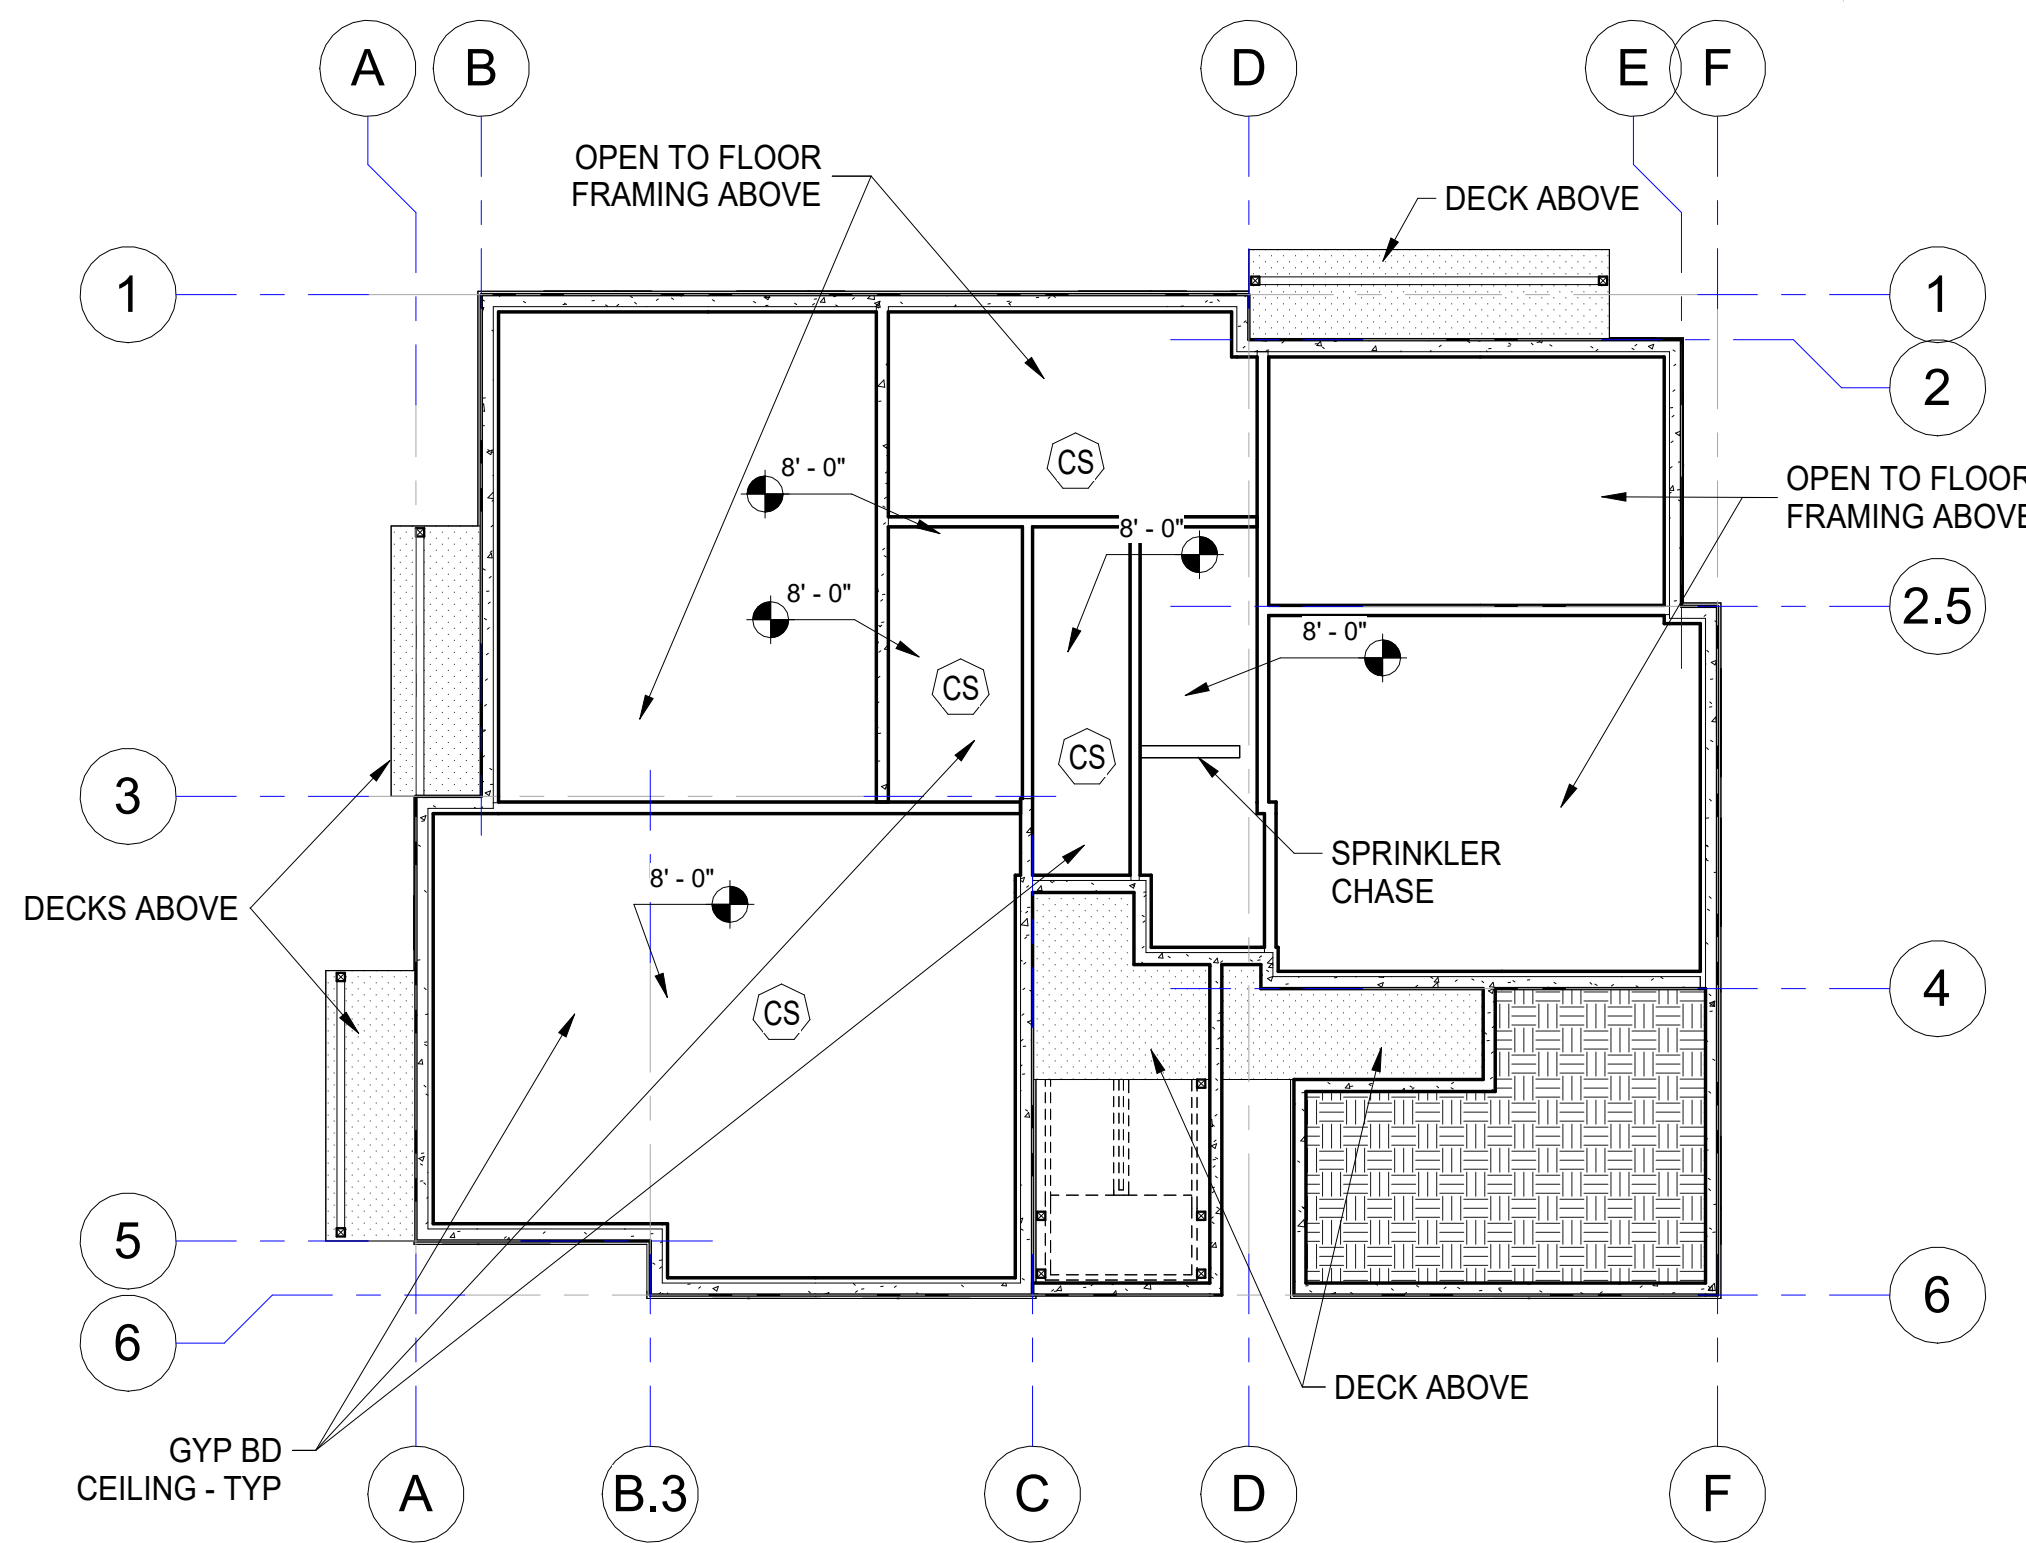 A
B
D
E
F
OPEN TO FLOOR
FRAMING ABOVE
DECK ABOVE
1
1
2
8' - 0"
CS
OPEN TO FLOOR
FRAMING ABOVE
8' - 0"
8' - 0"
2.5
8' - 0"
CS
CS
3
SPRINKLER
CHASE
8' - 0"
DECKS ABOVE
CS
4
5
6
6
DECK ABOVE
GYP BD
CEILING - TYP
A
B.3
C
D
F